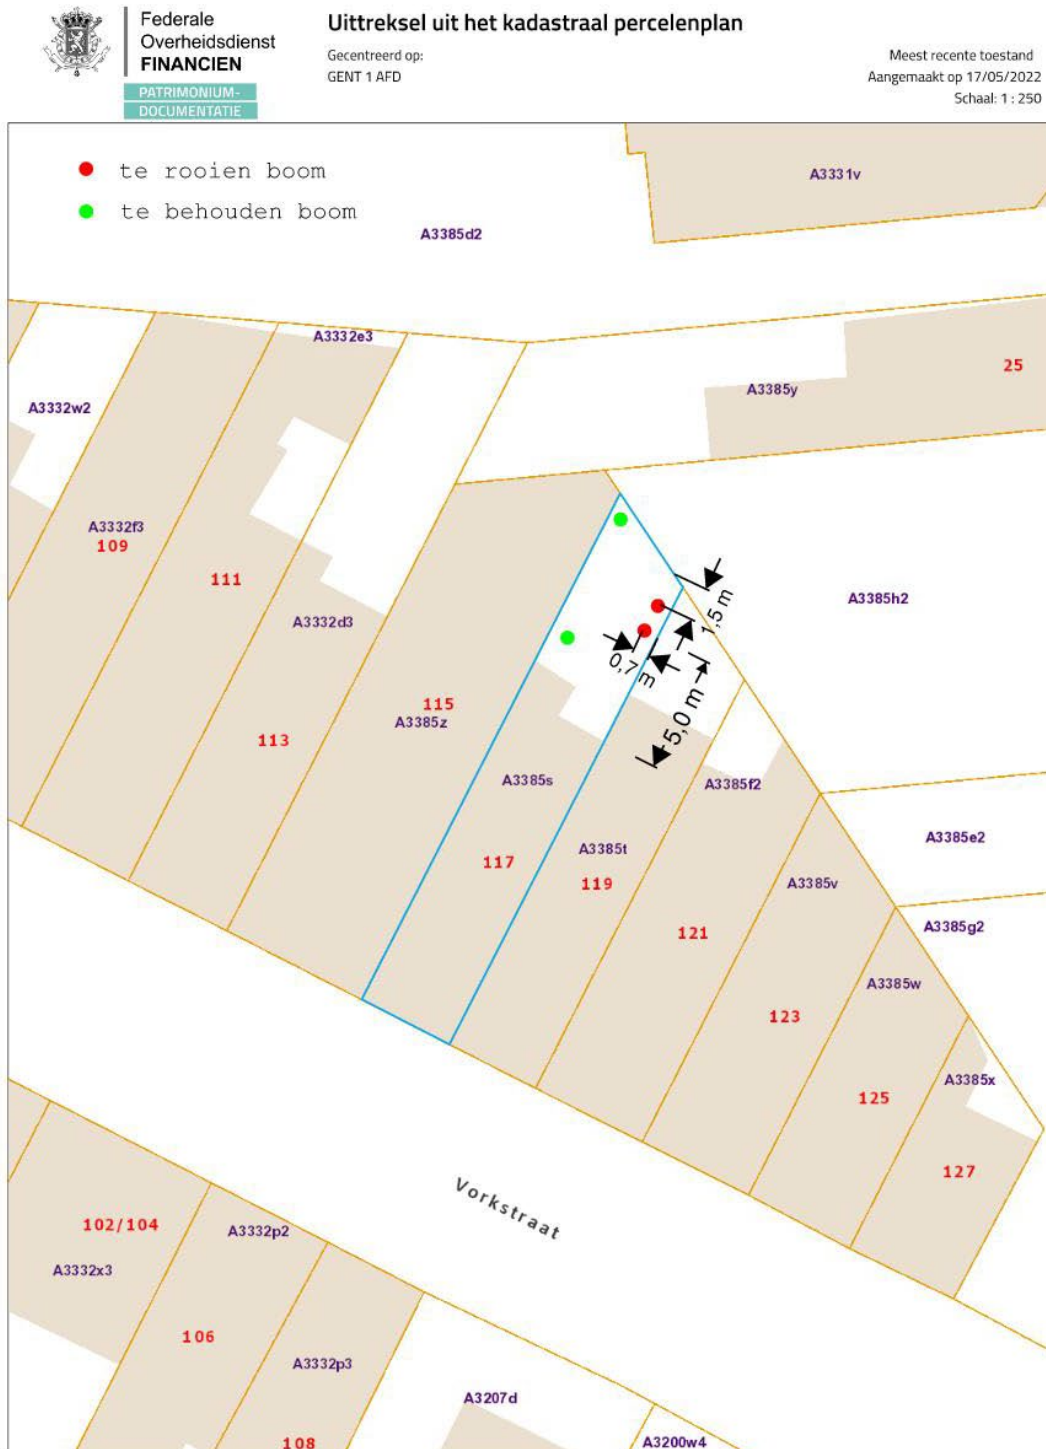 Federale
Overheidsdienst
FINANCIEN
PATRIMONIUM-
DOCUMENTATIE
Uittreksel uit het kadastraal percelenplan
Gecentreerd op:
GENT 1 AFD
Meest recente toestand
Aangemaakt op 17/05/2022
Schaal: 1 : 250
te rooien boom
te behouden boom
A3331v
A3385d2
A3332e3
25
A3385y
A3332w2
A3332f3
109
111
A3385h2
1,5 m
A3332d3
0,7 m
115
A3385z
5,0 m
113
A3385s
A3385f2
A3385e2
A3385t
117
119
A3385v
A3385g2
121
A3385w
123
A3385x
125
127
Vorkstraat
102/104
A3332p2
A3332x3
106
A3332p3
A3207d
108
A3200w4